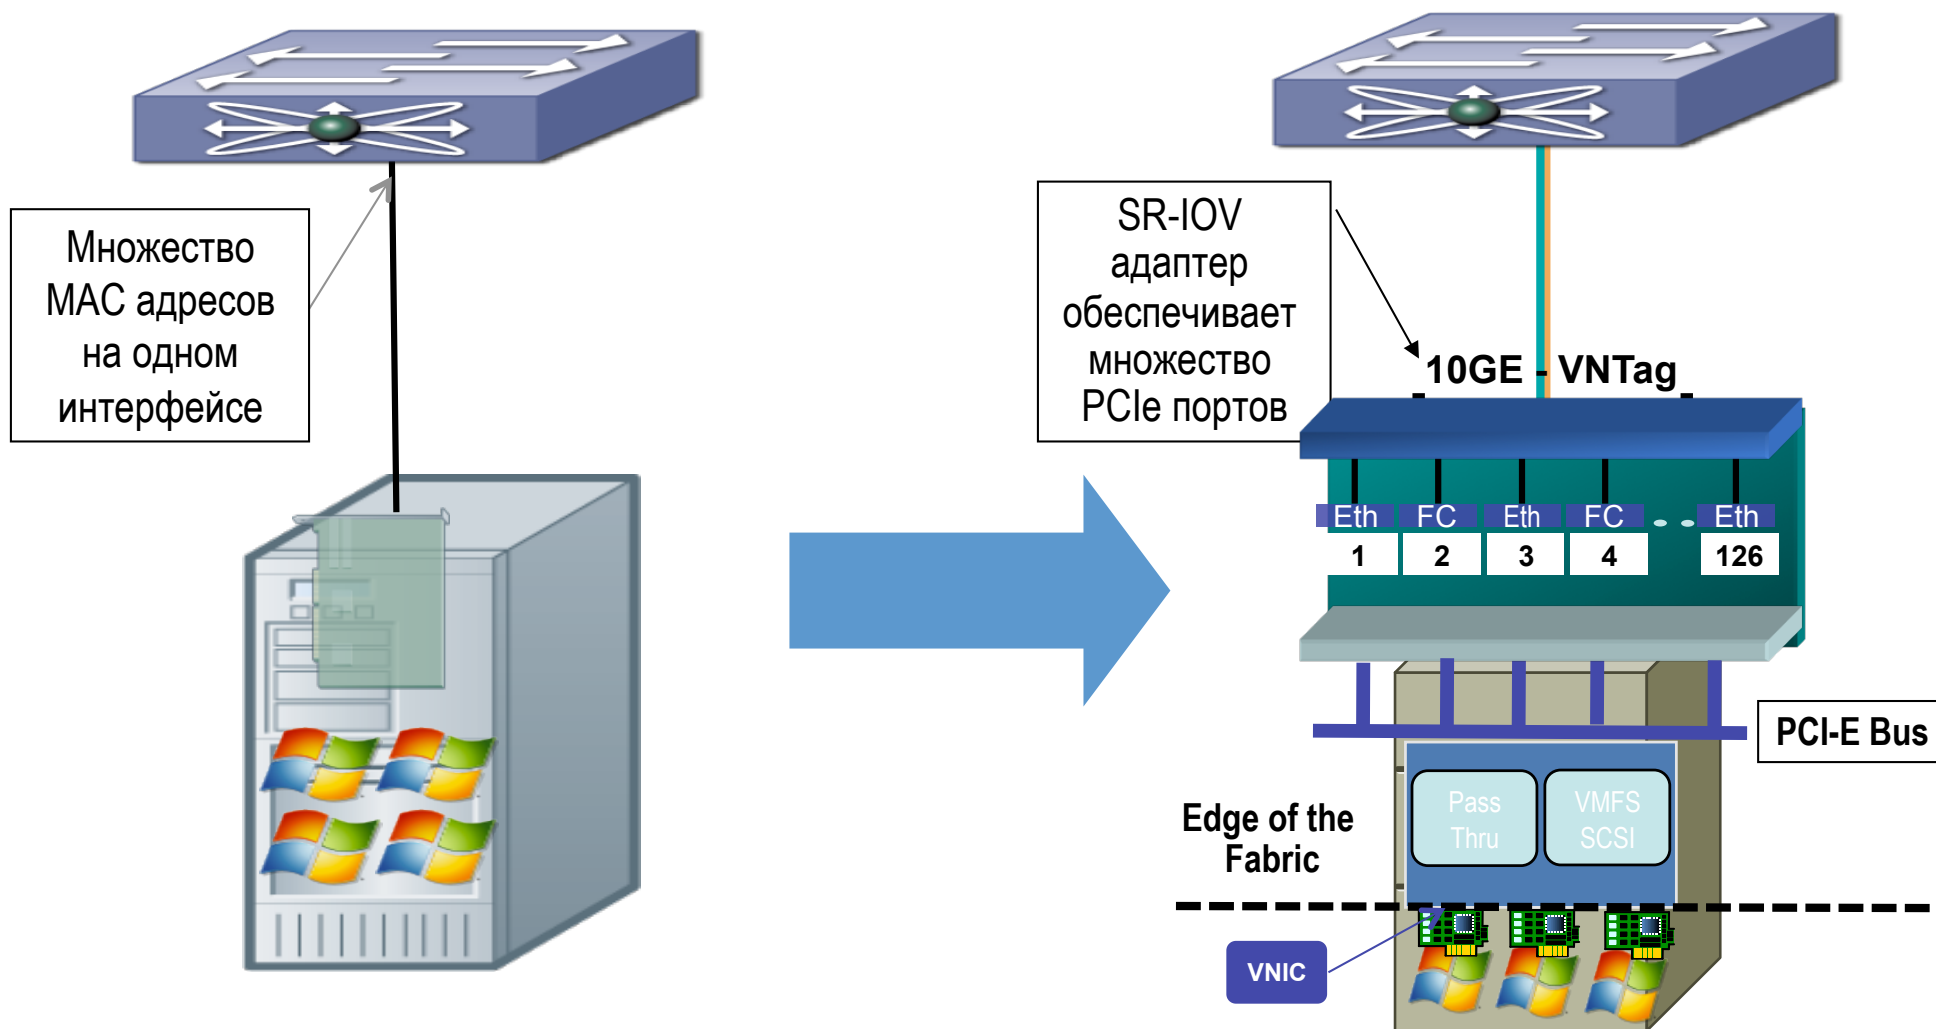 Множество
MAC адресов
на одном
интерфейсе
SR-IOV
адаптер
обеспечивает
множество
PCIe портов
10GE - VNTag
Eth FC Eth FC Eth
1 2 3 4 126
PCI-E Bus
Pass
Thru
VMFS
SCSI
Edge of the
Fabric
VNIC